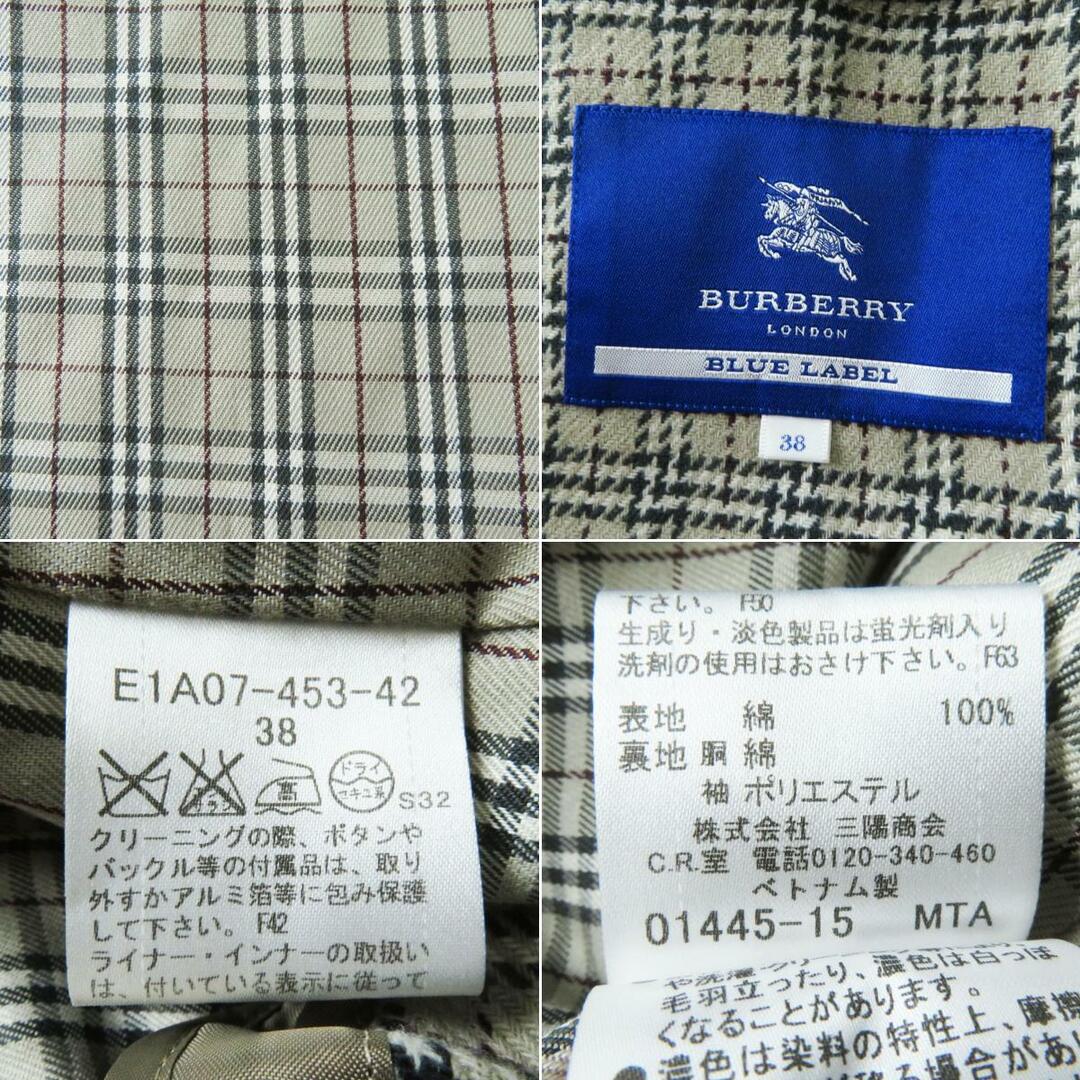 BURBERRY
LONDON
BLUE LABEL
38
E1A07-453-42
38
高
ドライ
セキユ系
S32
クリーニングの際、ボタンや
バックル等の付属品は、取り
外すかアルミ箔等に包み保護
して下さい。 F42
ライナー・インナーの取扱い
は、付いている表示に従って
下さい。 F50
生成り・淡色製品は蛍光剤入り
洗剤の使用はおさけ下さい。F63
表地 綿 100%
裏地 胴 綿
袖 ポリエステル
株式会社 三陽商会
C.R.室 電話0120-340-460
ベトナム製
01445-15 MTA
毛羽立ったり、濃色は白っぽ
くなることがあります。
●濃色は染料の特性上、摩擦